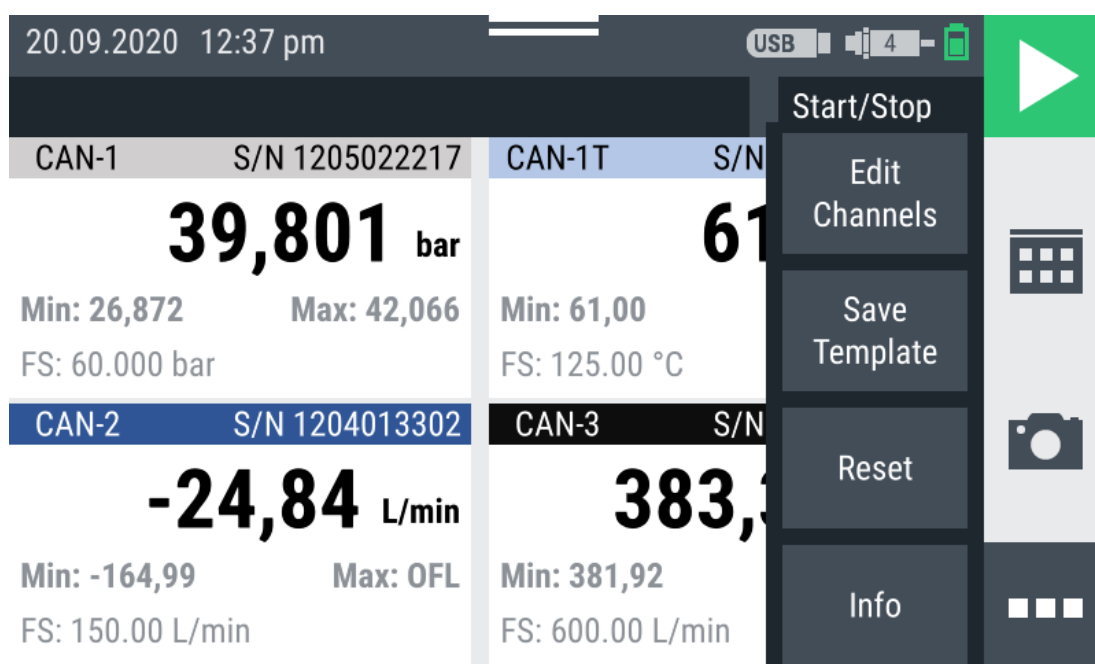 20.09.2020 12:37 pm USB 4
Start/Stop
CAN-1 S/N 1205022217
39,801 bar
Min: 26,872 Max: 42,066
FS: 60.000 bar
CAN-1T S/N
61
Min: 61,00
FS: 125.00 °C
CAN-2 S/N 1204013302
-24,84 L/min
Min: -164,99 Max: OFL
FS: 150.00 L/min
CAN-3 S/N
383,
Min: 381,92
FS: 600.00 L/min
Edit
Channels
Save
Template
Reset
Info